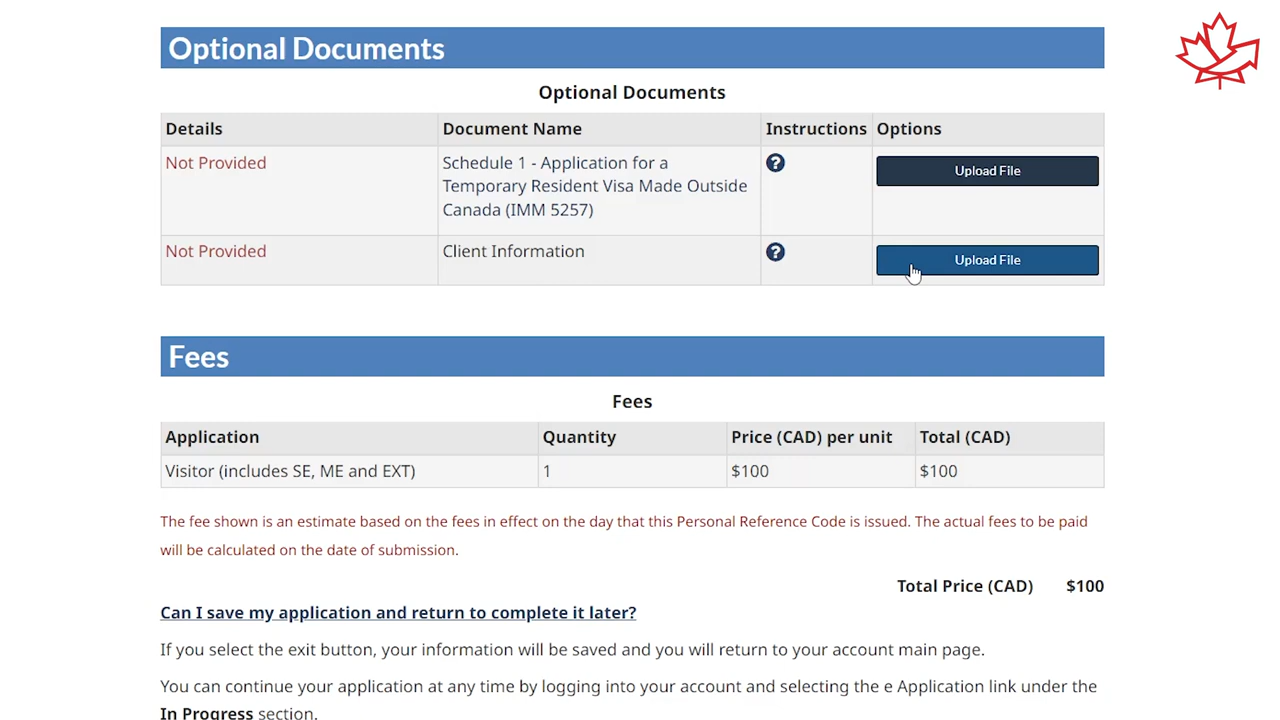 Optional Documents
Optional Documents
Details Document Name Instructions Options
Not Provided Schedule 1 - Application for a ? Upload File
Temporary Resident Visa Made Outside
Canada (IMM 5257)
Not Provided Client Information ? Upload File
Fees
Fees
Application Quantity Price (CAD) per unit Total (CAD)
Visitor (includes SE, ME and EXT) 1 $100 $100
The fee shown is an estimate based on the fees in effect on the day that this Personal Reference Code is issued. The actual fees to be paid
will be calculated on the date of submission.
Total Price (CAD) $100
Can I save my application and return to complete it later?
If you select the exit button, your information will be saved and you will return to your account main page.
You can continue your application at any time by logging into your account and selecting the e Application link under the
In Progress section.